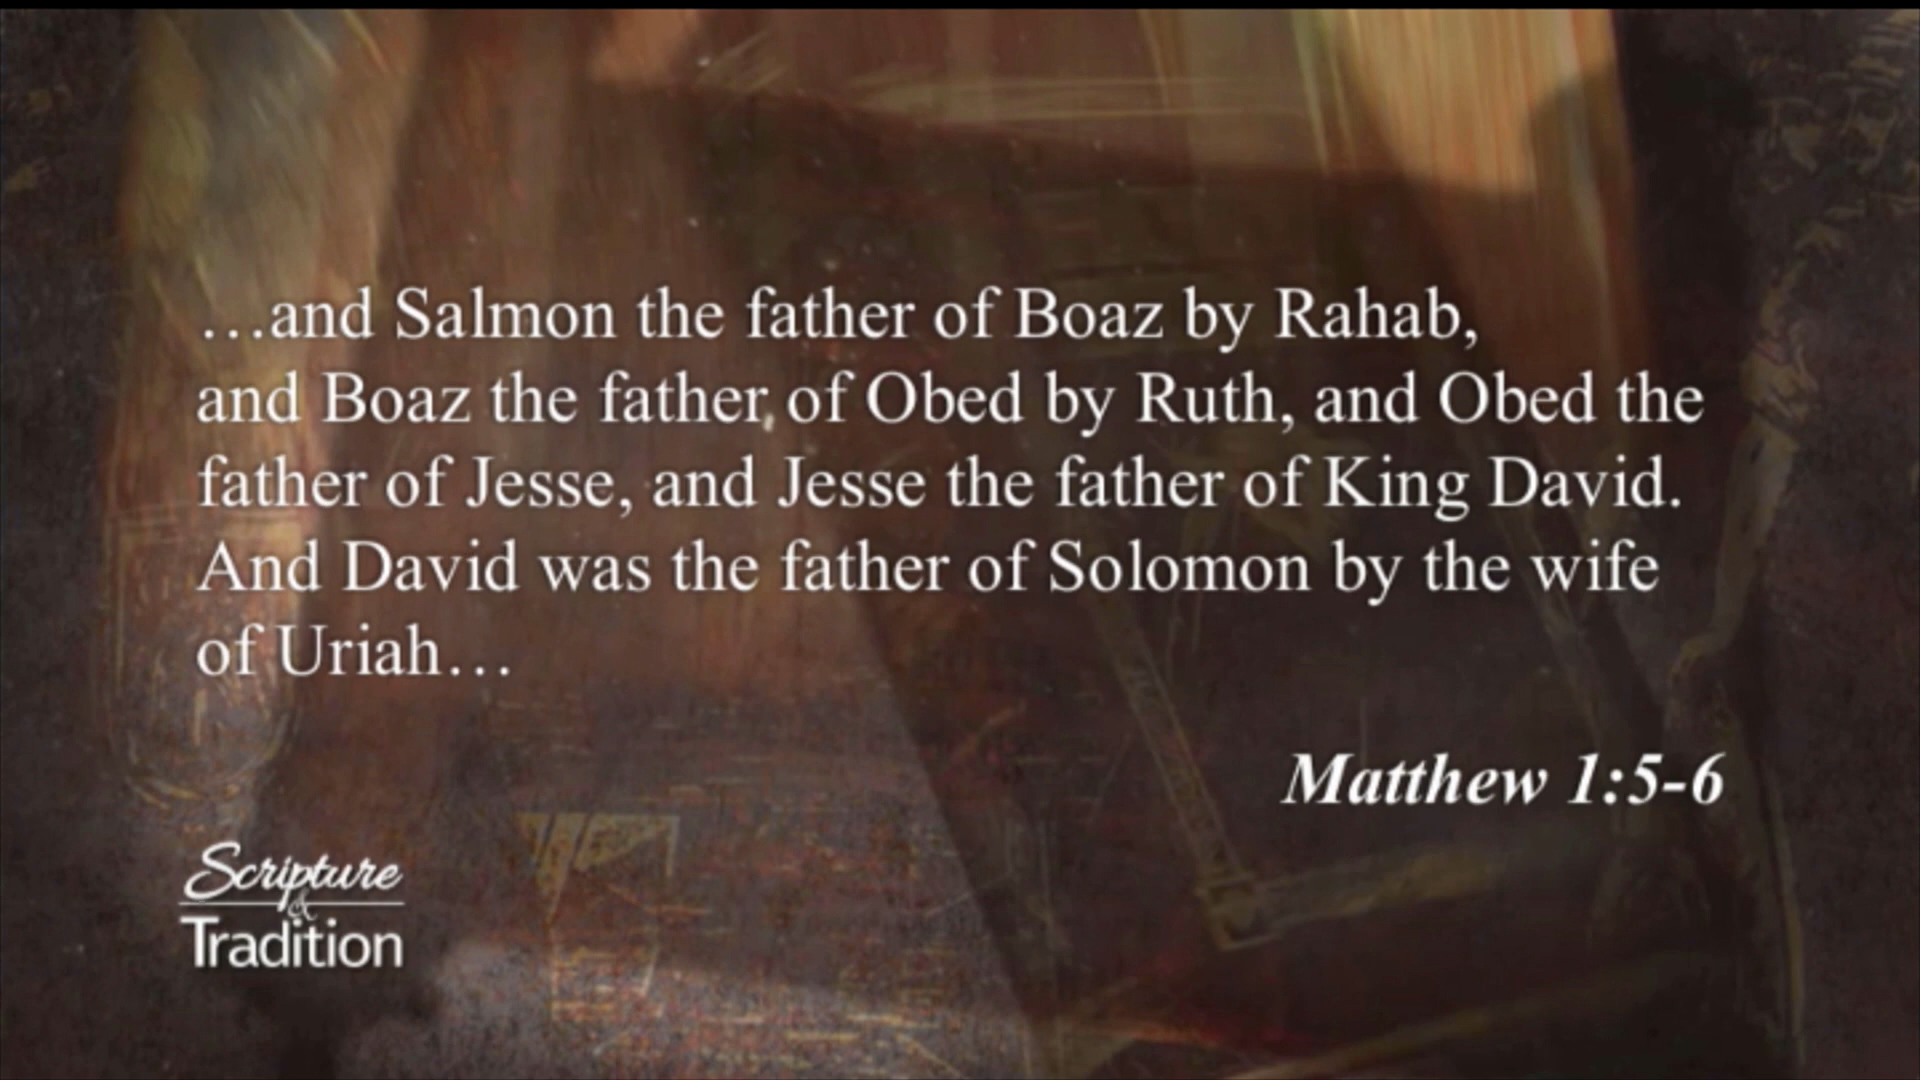 …and Salmon the father of Boaz by Rahab,
and Boaz the father of Obed by Ruth, and Obed the
father of Jesse, and Jesse the father of King David.
And David was the father of Solomon by the wife
of Uriah…
Matthew 1:5-6
Scripture
&
Tradition